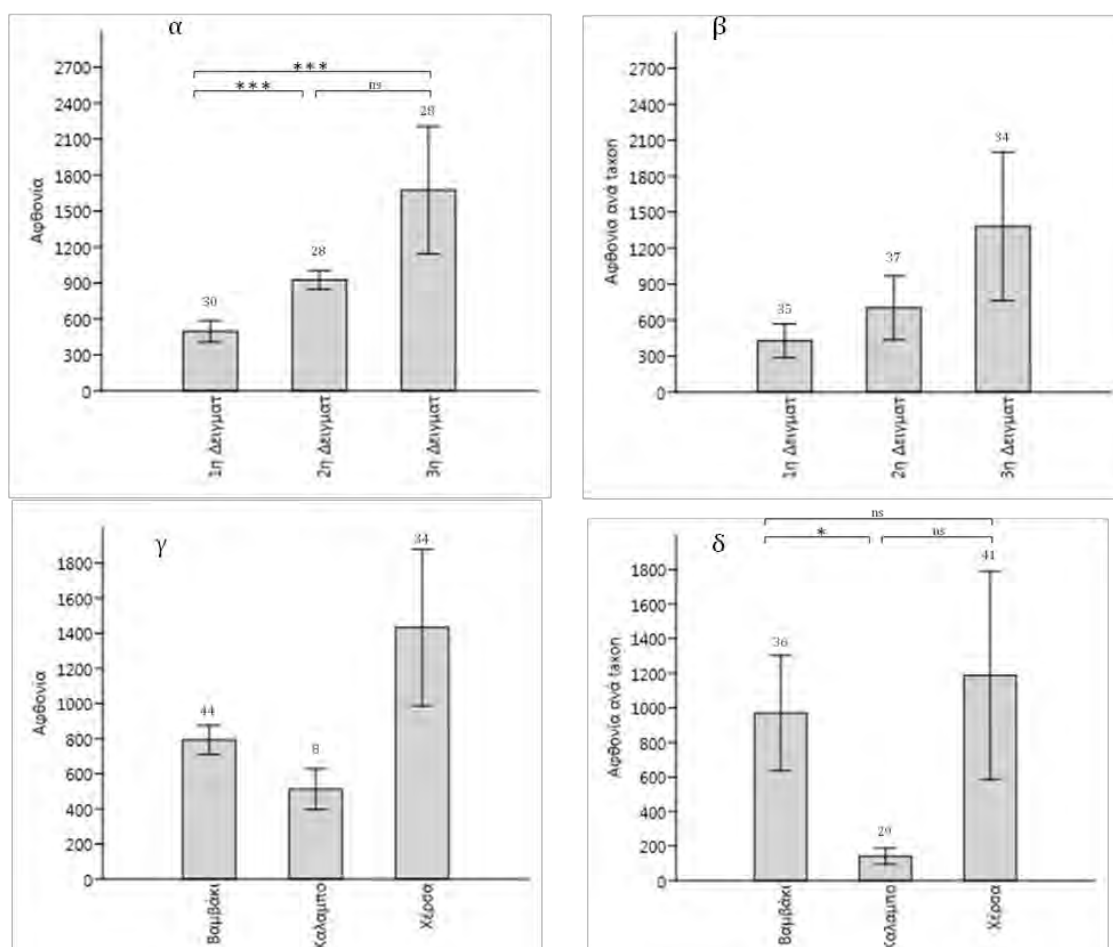 α
***
*** ns
28
28
30
2700
2400
2100
1800
1500
1200
900
600
300
0
Αφθονία
1η Δειγματ
2η Δειγματ
3η Δειγματ
β
34
37
35
2700
2400
2100
1800
1500
1200
900
600
300
0
Αφθονία ανά taxon
1η Δειγματ
2η Δειγματ
3η Δειγματ
γ
34
44
8
1800
1600
1400
1200
1000
800
600
400
200
0
Αφθονία
Βαμβάκι
Καλαμπο
Χέρσα
ns
* ns
δ
41
36
29
1800
1600
1400
1200
1000
800
600
400
200
0
Αφθονία ανά taxon
Βαμβάκι
Καλαμπο
Χέρσα